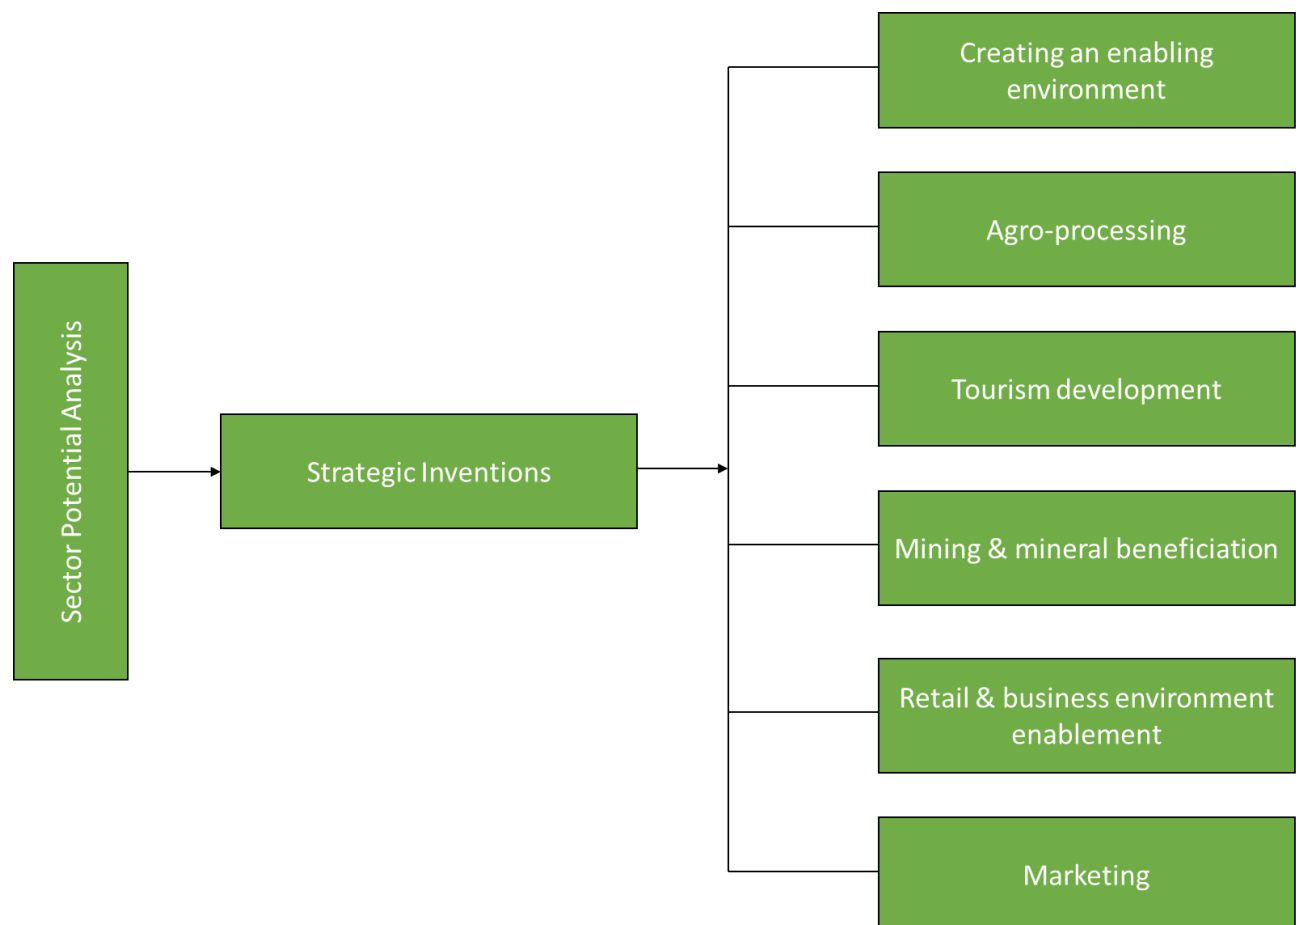 Sector Potential Analysis
Strategic Inventions
Creating an enabling
environment
Agro-processing
Tourism development
Mining & mineral beneficiation
Retail & business environment
enablement
Marketing